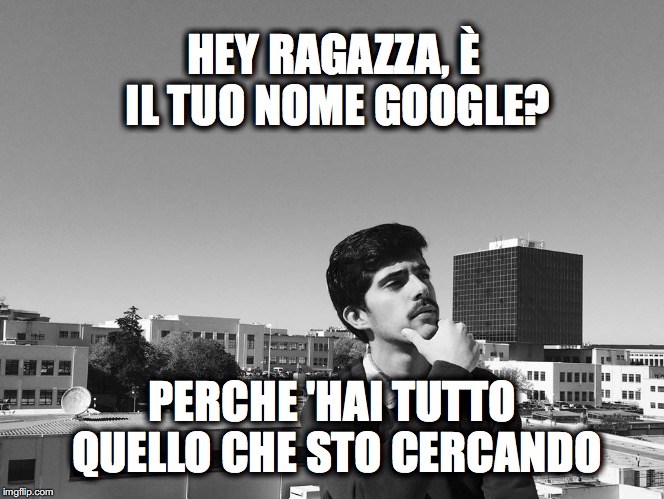 HEY RAGAZZA, È
IL TUO NOME GOOGLE?
PERCHE 'HAI TUTTO
QUELLO CHE STO CERCANDO
imgflip.com